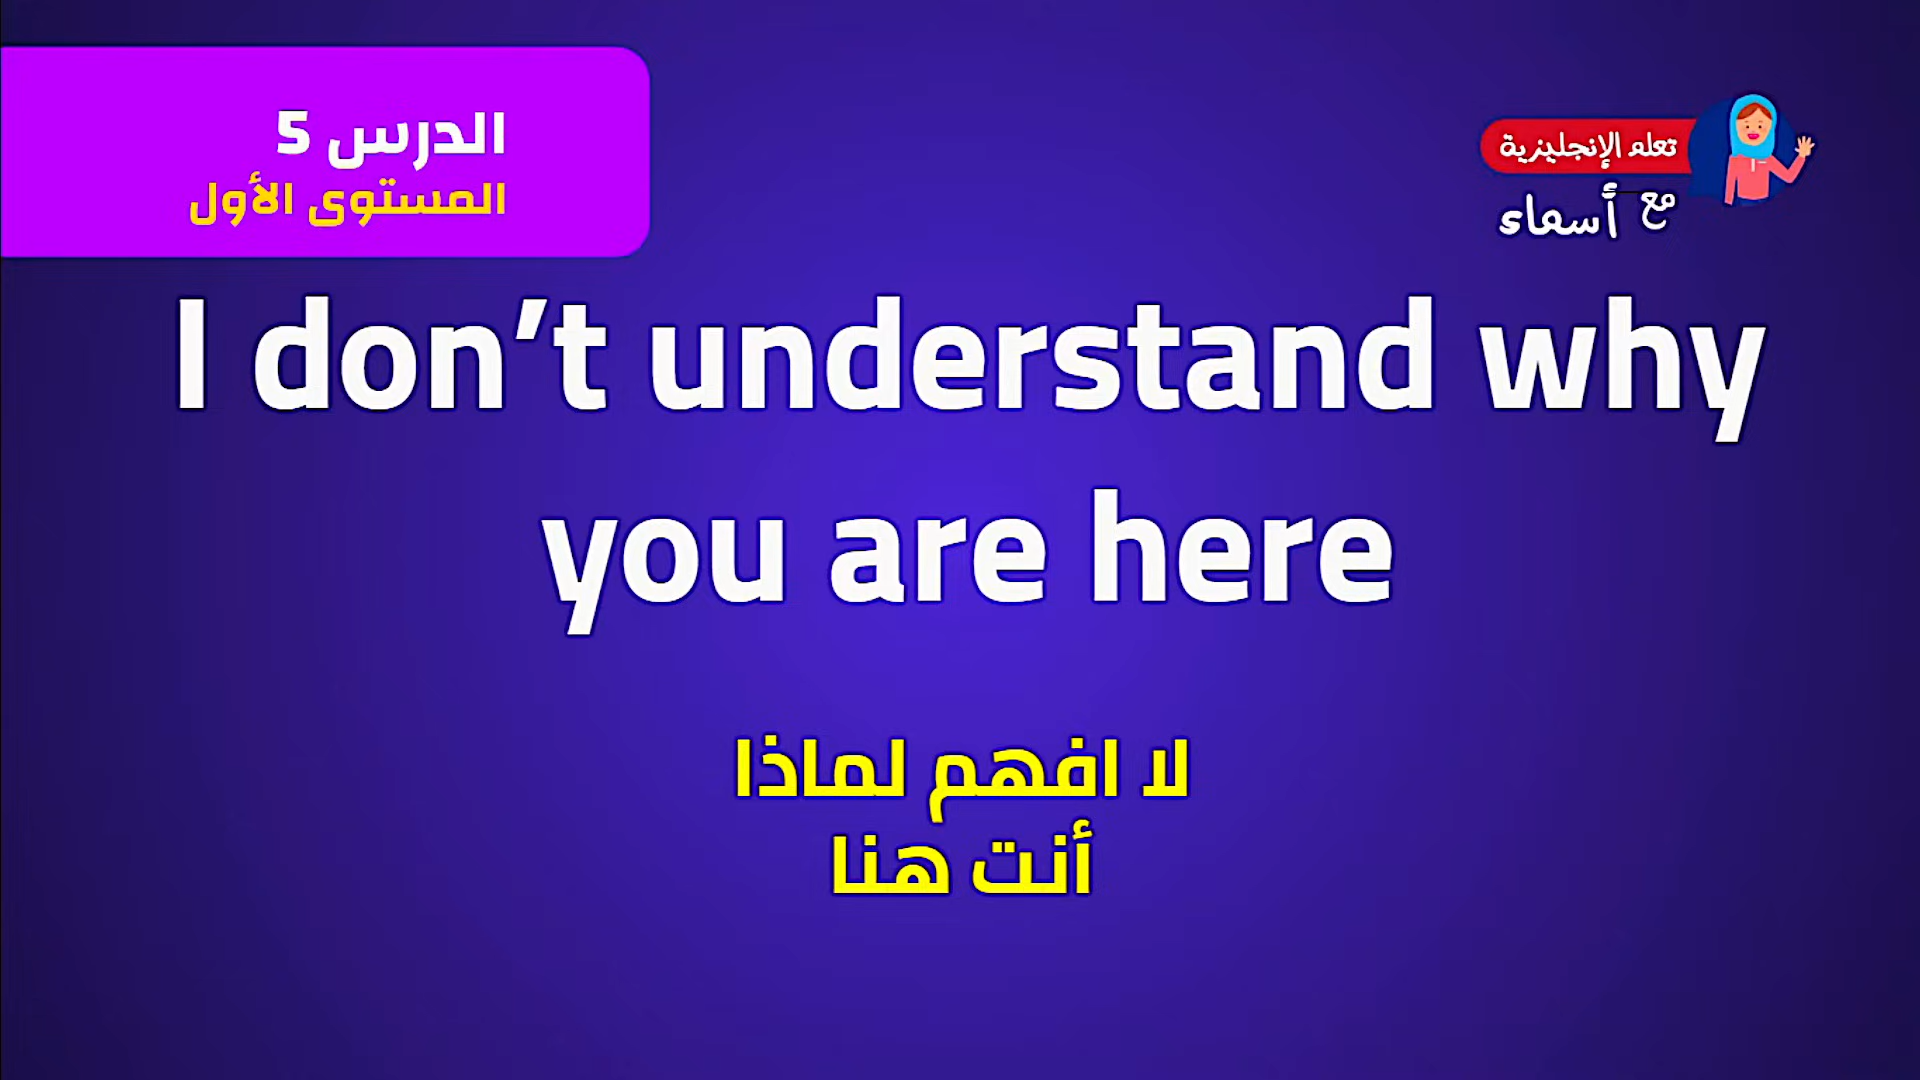 الدرس 5
المستوى الأول
تعلم الإنجليزية
مع أسماء
I don’t understand why
you are here
لا افهم لماذا
أنت هنا